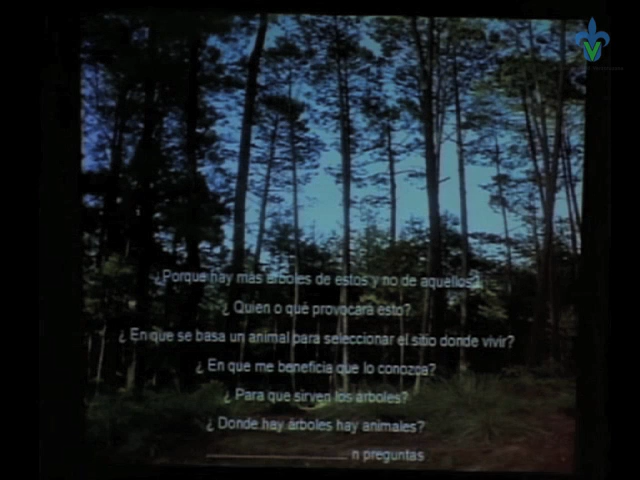 ¿Porque hay mas árboles de estos y no de aquellos?
¿ Quien o qué provocara esto?
¿ En que se basa un animal para seleccionar el sitio donde vivir?
¿ En que me beneficia que lo conozca?
¿ Para que sirven los árboles?
¿ Donde hay árboles hay animales?
____________________ n preguntas